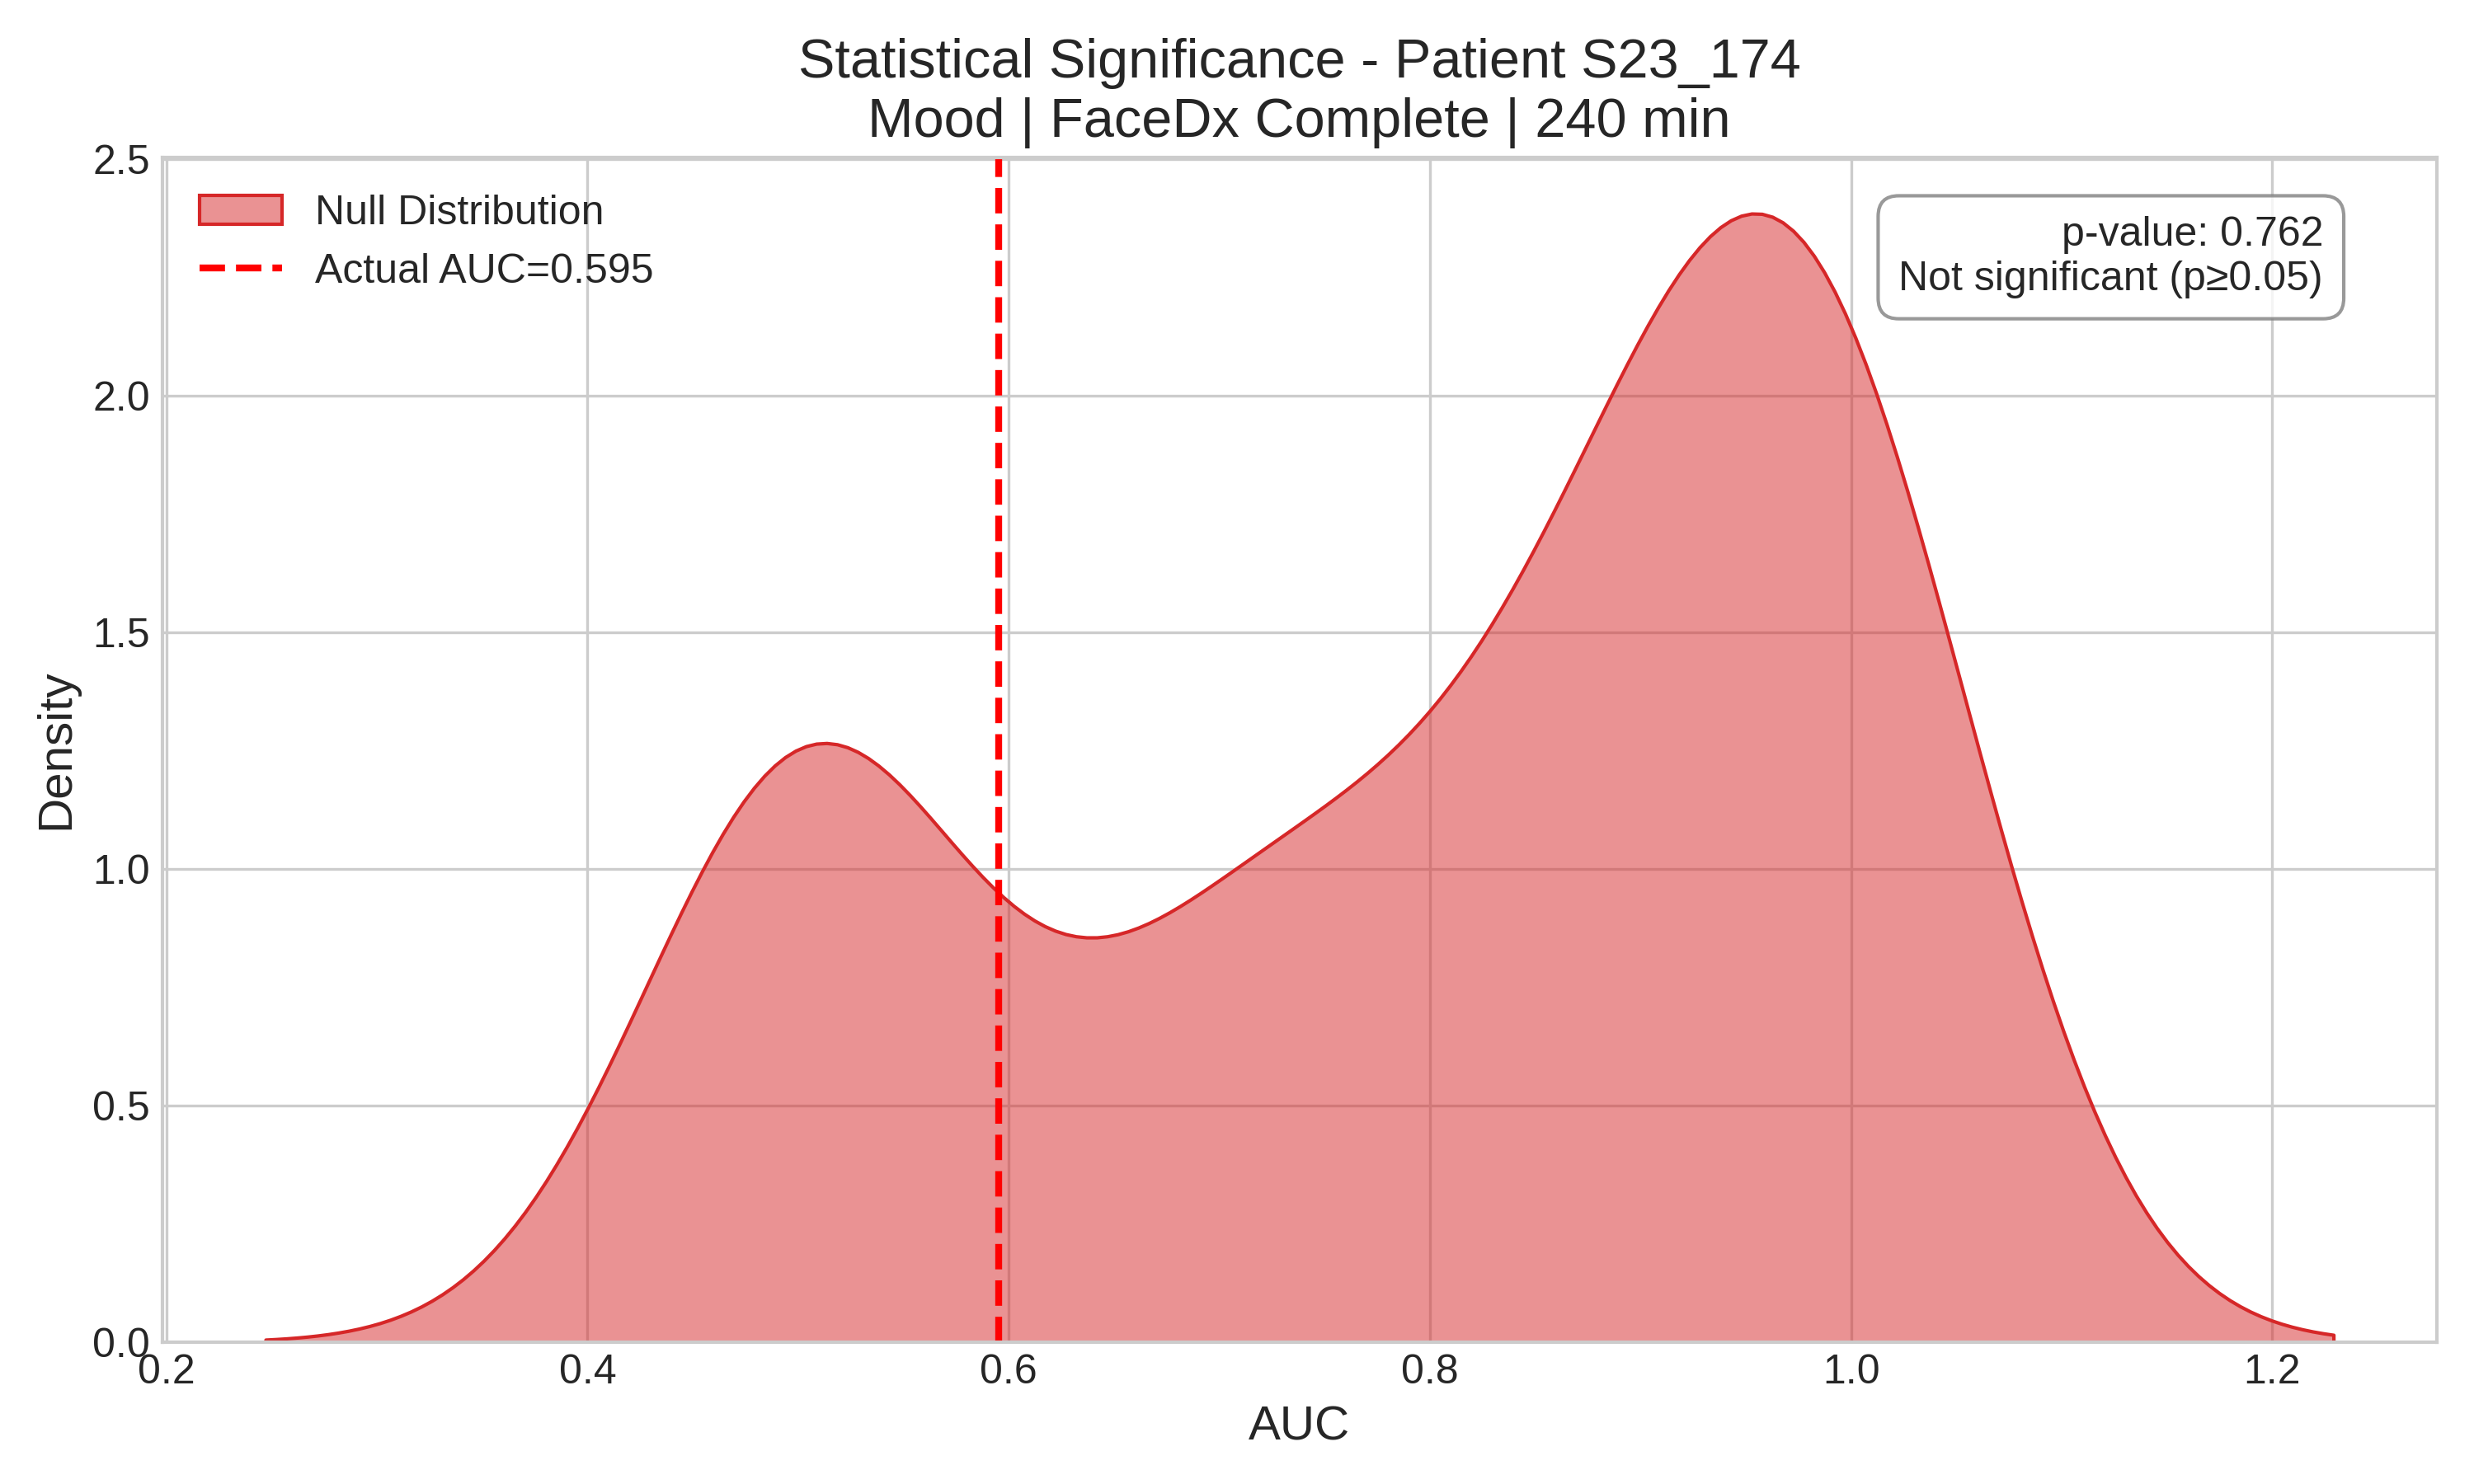 Statistical Significance - Patient S23_174
Mood | FaceDx Complete | 240 min
Null Distribution
Actual AUC=0.595
p-value: 0.762
Not significant (p≥0.05)
Density
2.5
2.0
1.5
1.0
0.5
0.0
0.2 0.4 0.6 0.8 1.0 1.2
AUC